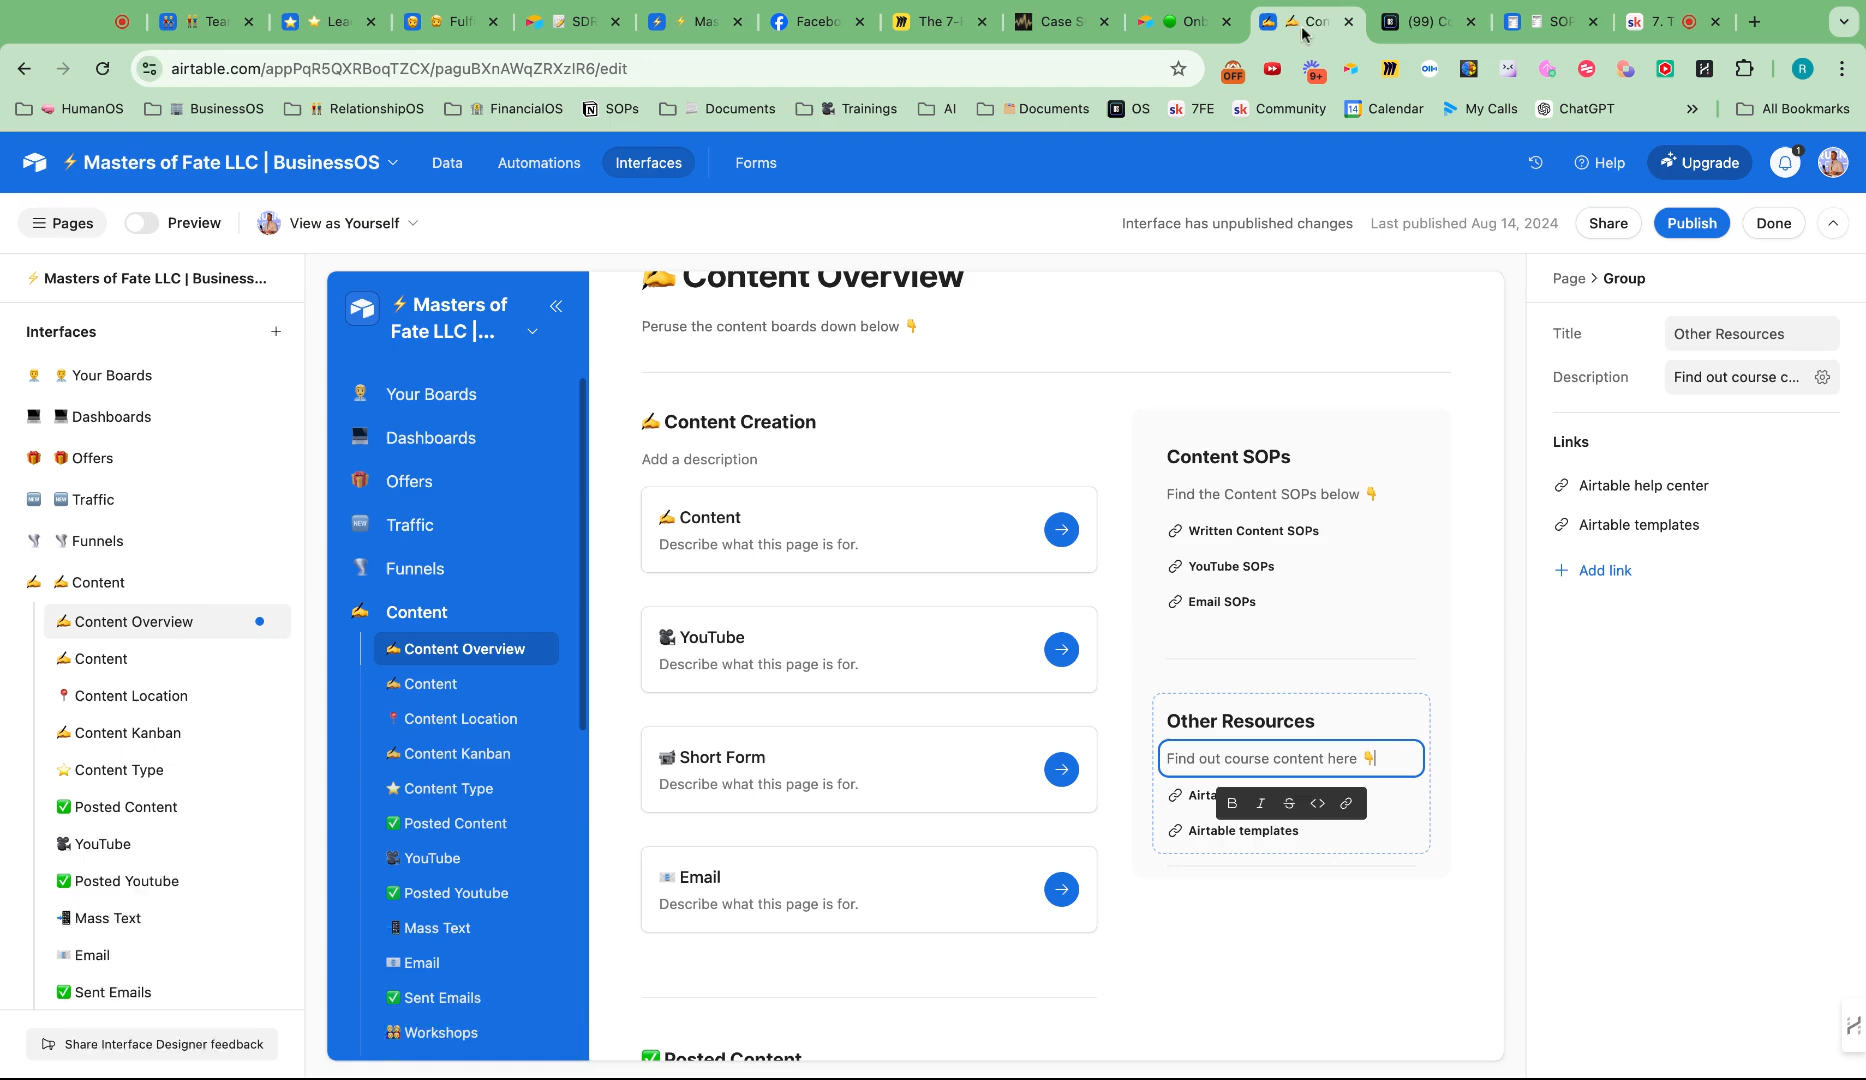 Tear
Lea
Fulf
SDR
Mas
Facebo
The 7-
Case S
Onb
Con
(99) Co
SOP
7. T
airtable.com/appPqR5QXRBoqTZCX/paguBXnAWqZRXzIR6/edit
OFF
9+
R
HumanOS
BusinessOS
RelationshipOS
FinancialOS
SOPs
Documents
Trainings
AI
Documents
OS
7FE
Community
Calendar
My Calls
ChatGPT
All Bookmarks
⚡ Masters of Fate LLC | BusinessOS
Data
Automations
Interfaces
Forms
Help
Upgrade
1
Pages
Preview
View as Yourself
Interface has unpublished changes
Last published Aug 14, 2024
Share
Publish
Done
⚡ Masters of Fate LLC | Business...
Interfaces
Your Boards
Dashboards
Offers
Traffic
Funnels
Content
Content Overview
Content
Content Location
Content Kanban
Content Type
Posted Content
YouTube
Posted Youtube
Mass Text
Email
Sent Emails
Share Interface Designer feedback
⚡ Masters of
Fate LLC |...
Your Boards
Dashboards
Offers
Traffic
Funnels
Content
Content Overview
Content
Content Location
Content Kanban
Content Type
Posted Content
YouTube
Posted Youtube
Mass Text
Email
Sent Emails
Workshops
✍️ Content Overview
Peruse the content boards down below 👇
✍️ Content Creation
Add a description
✍️ Content
Describe what this page is for.
YouTube
Describe what this page is for.
Short Form
Describe what this page is for.
Email
Describe what this page is for.
✅ Posted Content
Content SOPs
Find the Content SOPs below 👇
Written Content SOPs
YouTube SOPs
Email SOPs
Other Resources
Find out course content here 👇
Airta
B I S <>
Airtable templates
Page > Group
Title
Other Resources
Description
Find out course c...
Links
Airtable help center
Airtable templates
+ Add link